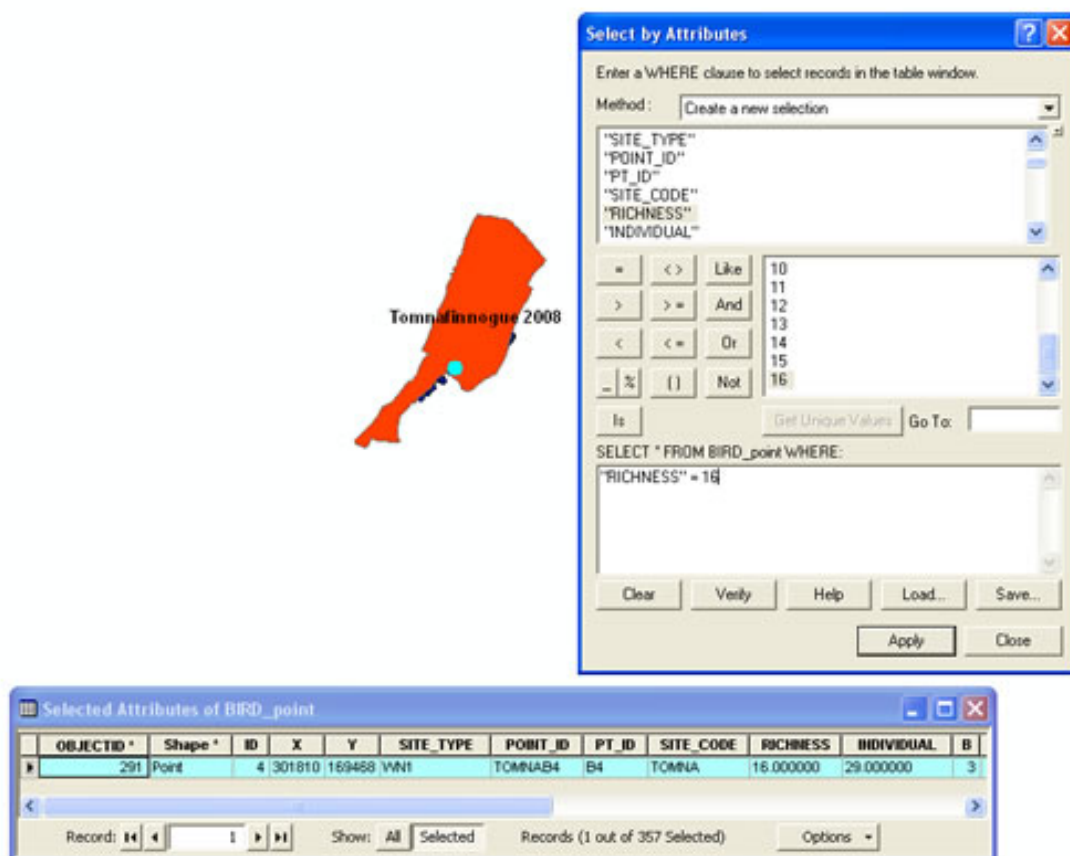 Select by Attributes
Enter a WHERE clause to select records in the table window.
Method : Create a new selection
"SITE_TYPE"
"POINT_ID"
"PT_ID"
"SITE_CODE"
"RICHNESS"
"INDIVIDUAL"
= < > Like
> > = And
< < = Or
_ % ( ) Not
Is
10
11
12
13
14
15
16
Get Unique Values Go To:
SELECT * FROM BIRD_point WHERE:
"RICHNESS" = 16
Clear Verify Help Load... Save...
Apply Close
Tomnafinnogue 2008
Selected Attributes of BIRD_point
OBJECTID * Shape * ID X Y SITE_TYPE POINT_ID PT_ID SITE_CODE RICHNESS INDIVIDUAL B
291 Point 4 301810 169468 WN1 TOMNAB4 B4 TOMNA 16.000000 29.000000 3
Record: 1 Show: All Selected Records (1 out of 357 Selected) Options